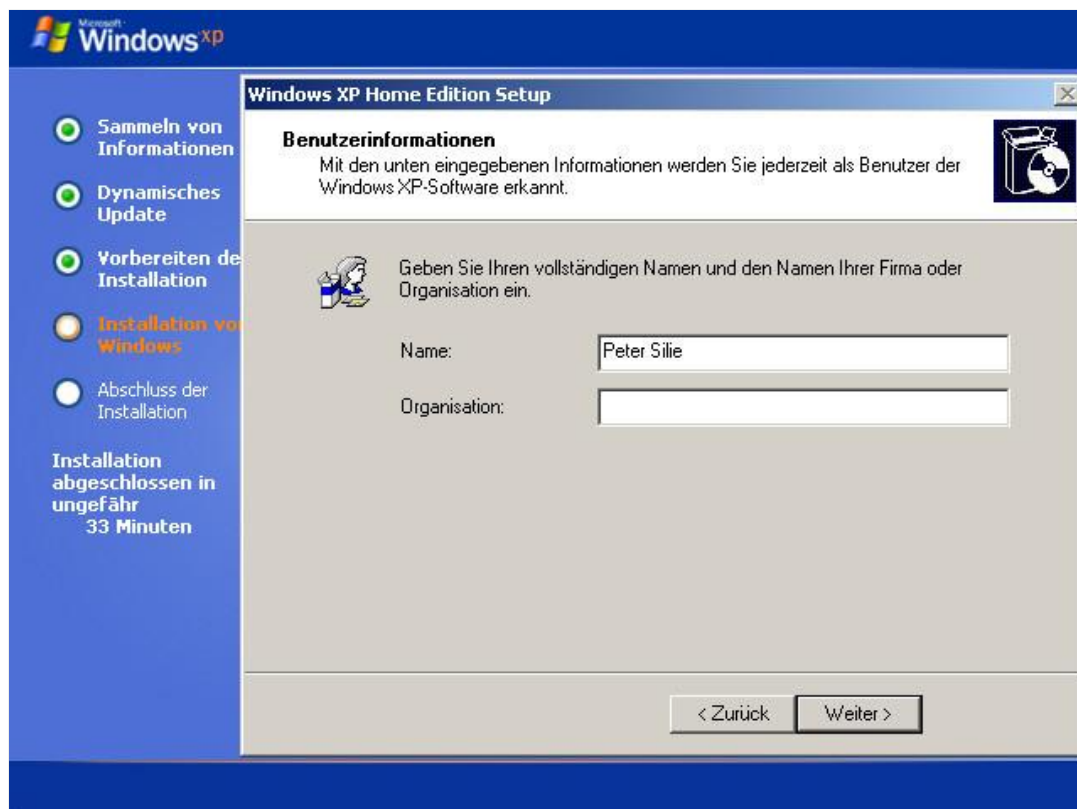 Microsoft
Windows xp
Sammeln von
Informationen
Dynamisches
Update
Vorbereiten de
Installation
Installation vo
Windows
Abschluss der
Installation
Installation
abgeschlossen in
ungefähr
33 Minuten
Windows XP Home Edition Setup
Benutzerinformationen
Mit den unten eingegebenen Informationen werden Sie jederzeit als Benutzer der
Windows XP-Software erkannt.
Geben Sie Ihren vollständigen Namen und den Namen Ihrer Firma oder
Organisation ein.
Name: Peter Silie
Organisation:
< Zurück Weiter >